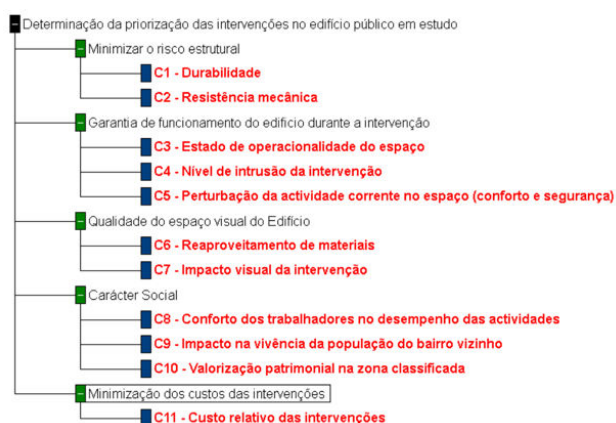 Determinação da priorização das intervenções no edifício público em estudo
Minimizar o risco estrutural
C1 - Durabilidade
C2 - Resistência mecânica
Garantia de funcionamento do edificio durante a intervenção
C3 - Estado de operacionalidade do espaço
C4 - Nível de intrusão da intervenção
C5 - Perturbação da actividade corrente no espaço (conforto e segurança)
Qualidade do espaço visual do Edifício
C6 - Reaproveitamento de materiais
C7 - Impacto visual da intervenção
Carácter Social
C8 - Conforto dos trabalhadores no desempenho das actividades
C9 - Impacto na vivência da população do bairro vizinho
C10 - Valorização patrimonial na zona classificada
Minimização dos custos das intervenções
C11 - Custo relativo das intervenções